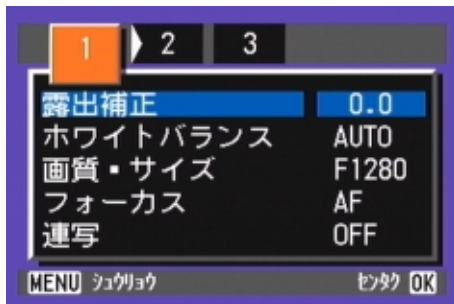 1 2 3
露出補正 0.0
ホワイトバランス AUTO
画質・サイズ F1280
フォーカス AF
連写 OFF
MENU ｼｭｳﾘｮｳ ｾﾝﾀｸ OK